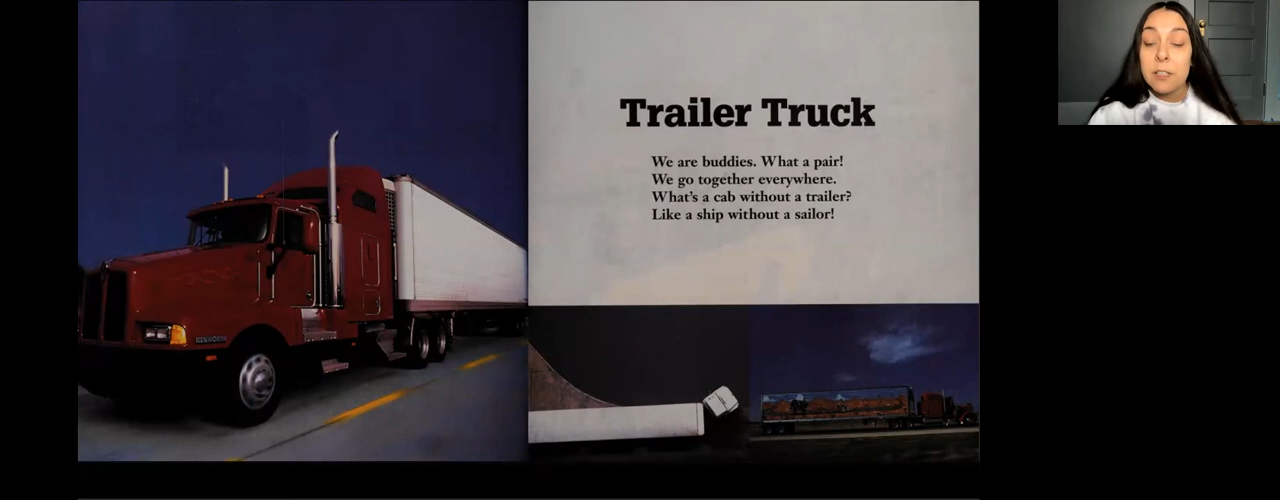 Trailer Truck
We are buddies. What a pair!
We go together everywhere.
What's a cab without a trailer?
Like a ship without a sailor!
KENWORTH